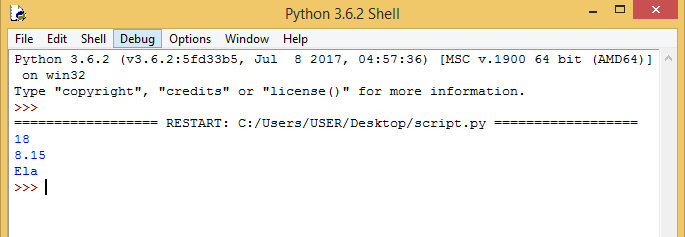 Python 3.6.2 Shell
File Edit Shell Debug Options Window Help
Python 3.6.2 (v3.6.2:5fd33b5, Jul  8 2017, 04:57:36) [MSC v.1900 64 bit (AMD64)]
 on win32
Type "copyright", "credits" or "license()" for more information.
>>>
================== RESTART: C:/Users/USER/Desktop/script.py ==================
18
8.15
Ela
>>>